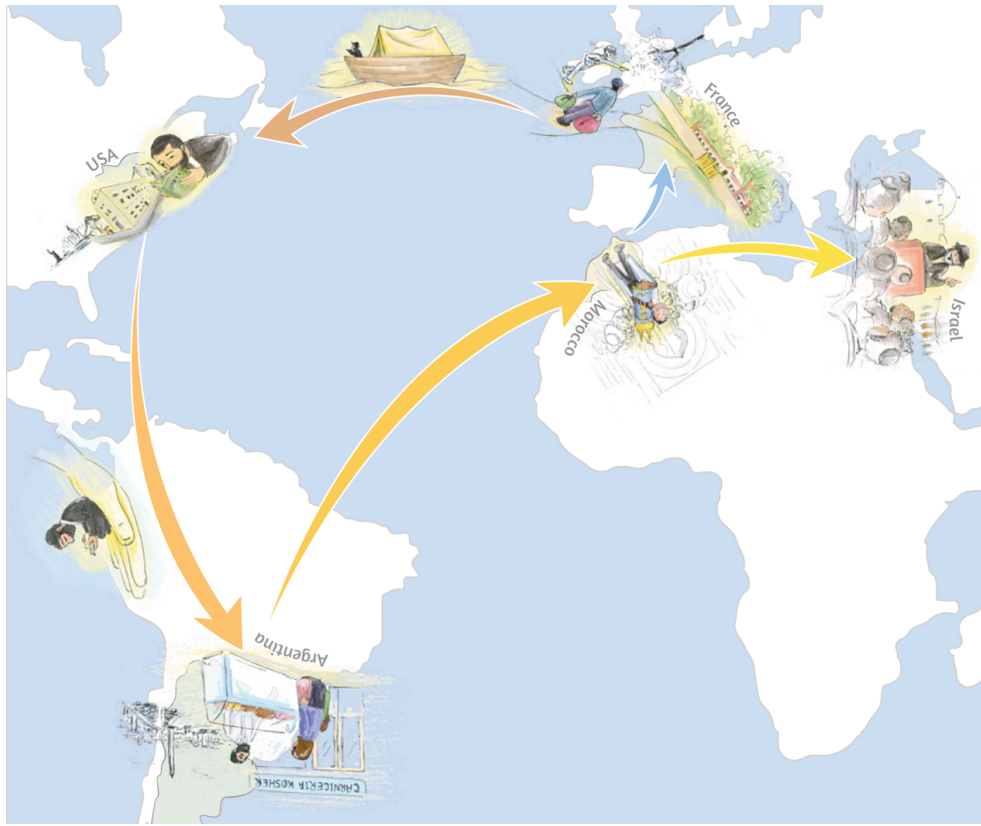 France
USA
Morocco
Israel
Argentina
CARNICERIA KOSHER